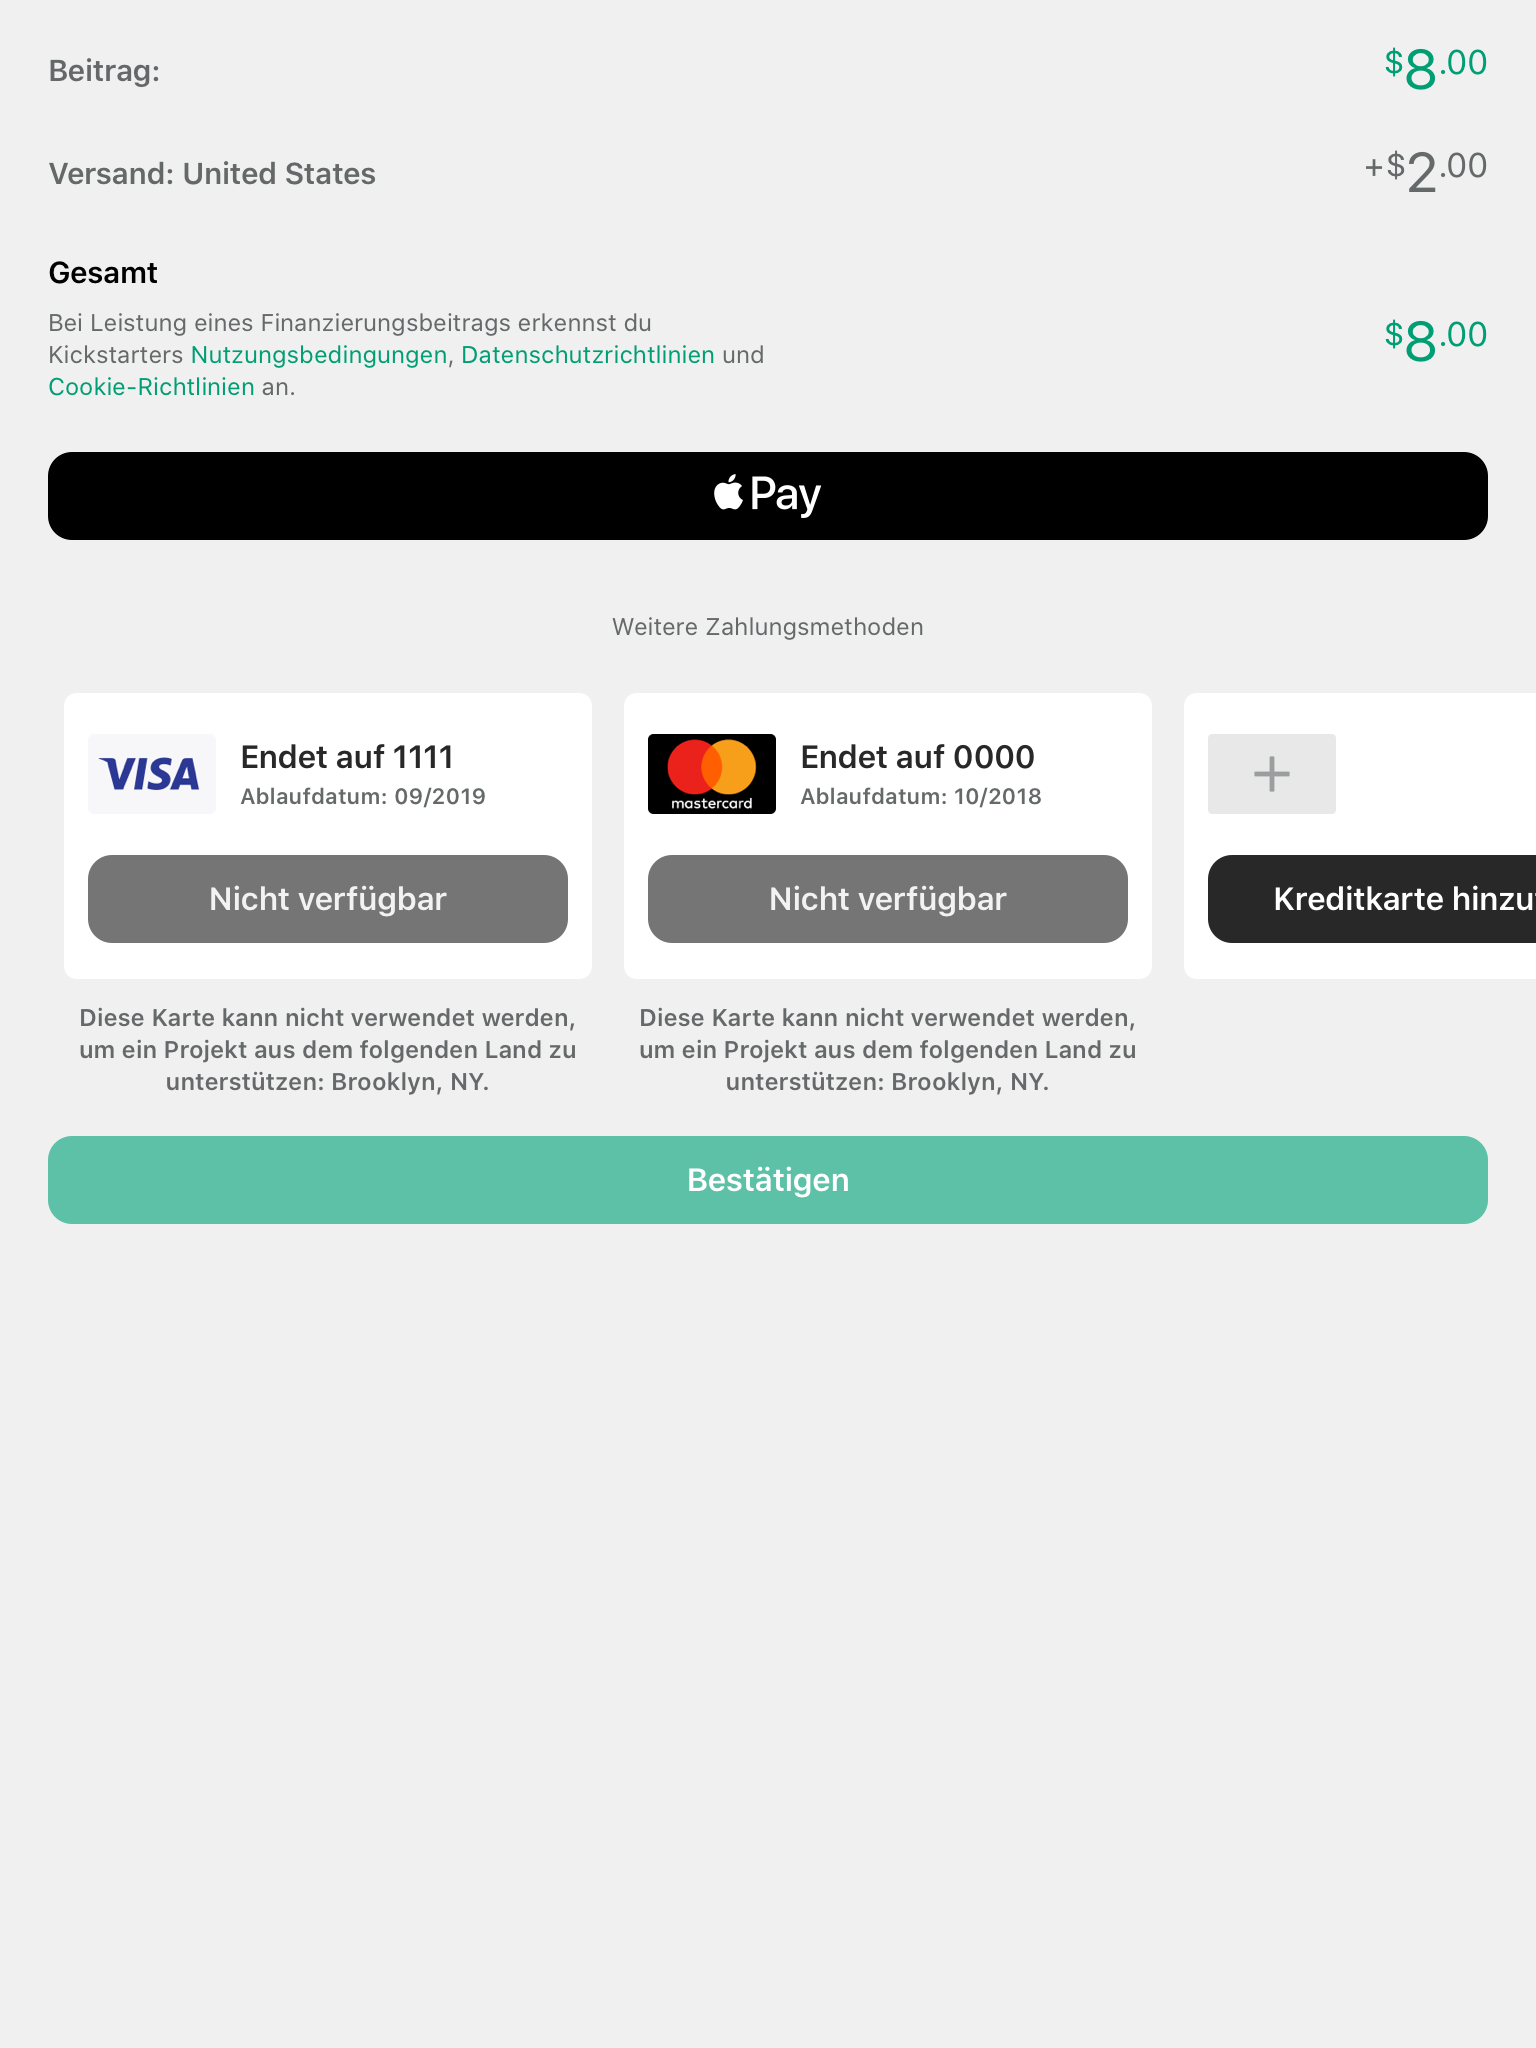 Beitrag:
$8.00
Versand: United States
+$2.00
Gesamt
Bei Leistung eines Finanzierungsbeitrags erkennst du
Kickstarters Nutzungsbedingungen, Datenschutzrichtlinien und
Cookie-Richtlinien an.
$8.00
Pay
Weitere Zahlungsmethoden
VISA
Endet auf 1111
Ablaufdatum: 09/2019
Nicht verfügbar
Diese Karte kann nicht verwendet werden,
um ein Projekt aus dem folgenden Land zu
unterstützen: Brooklyn, NY.
mastercard
Endet auf 0000
Ablaufdatum: 10/2018
Nicht verfügbar
Diese Karte kann nicht verwendet werden,
um ein Projekt aus dem folgenden Land zu
unterstützen: Brooklyn, NY.
Kreditkarte hinzu
Bestätigen